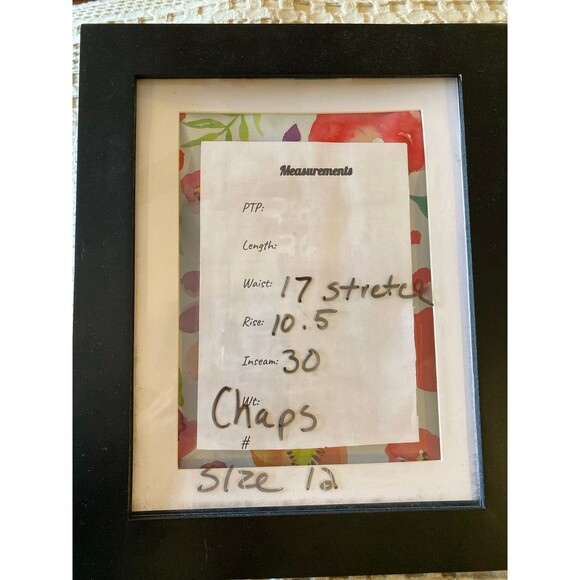 Measurements
PTP:
Length:
Waist: 17 stretch
Rise: 10.5
Inseam: 30
Wt:
Chaps
#
Size 12